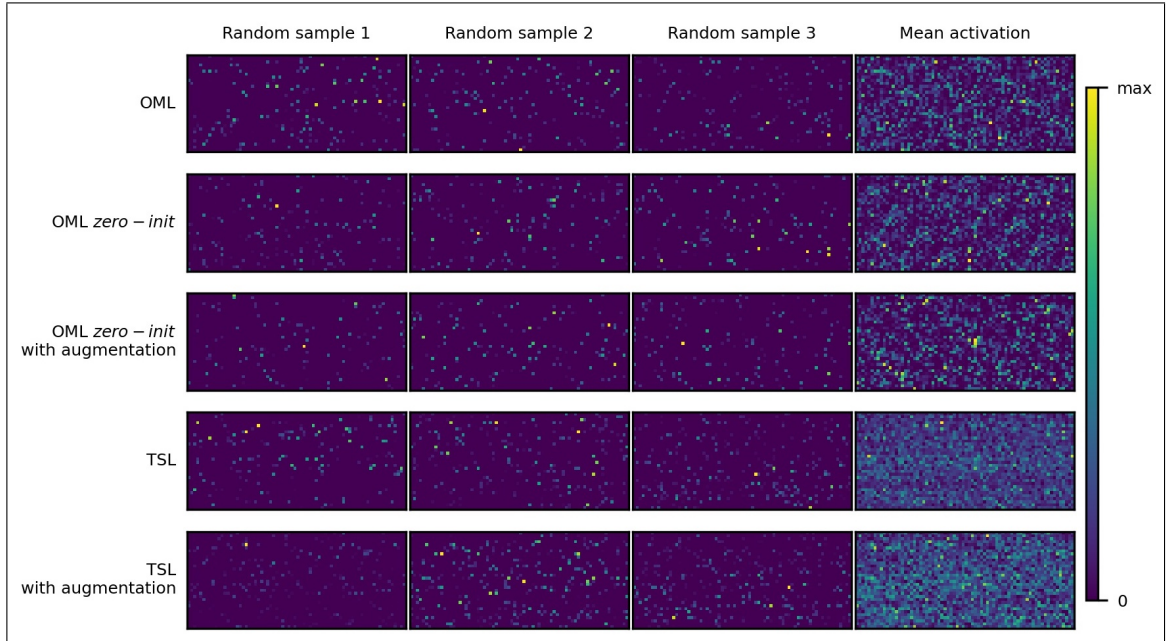 Random sample 1 Random sample 2 Random sample 3 Mean activation
OML
max
OML zero − init
OML zero − init
with augmentation
TSL
TSL
with augmentation
0